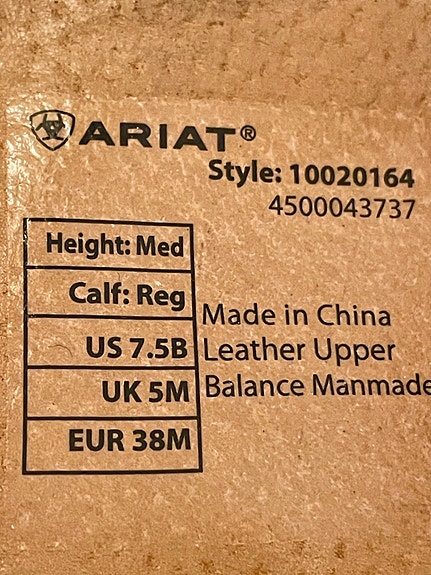 ARIAT®
Style: 10020164
4500043737
Height: Med
Calf: Reg
US 7.5B
UK 5M
EUR 38M
Made in China
Leather Upper
Balance Manmade